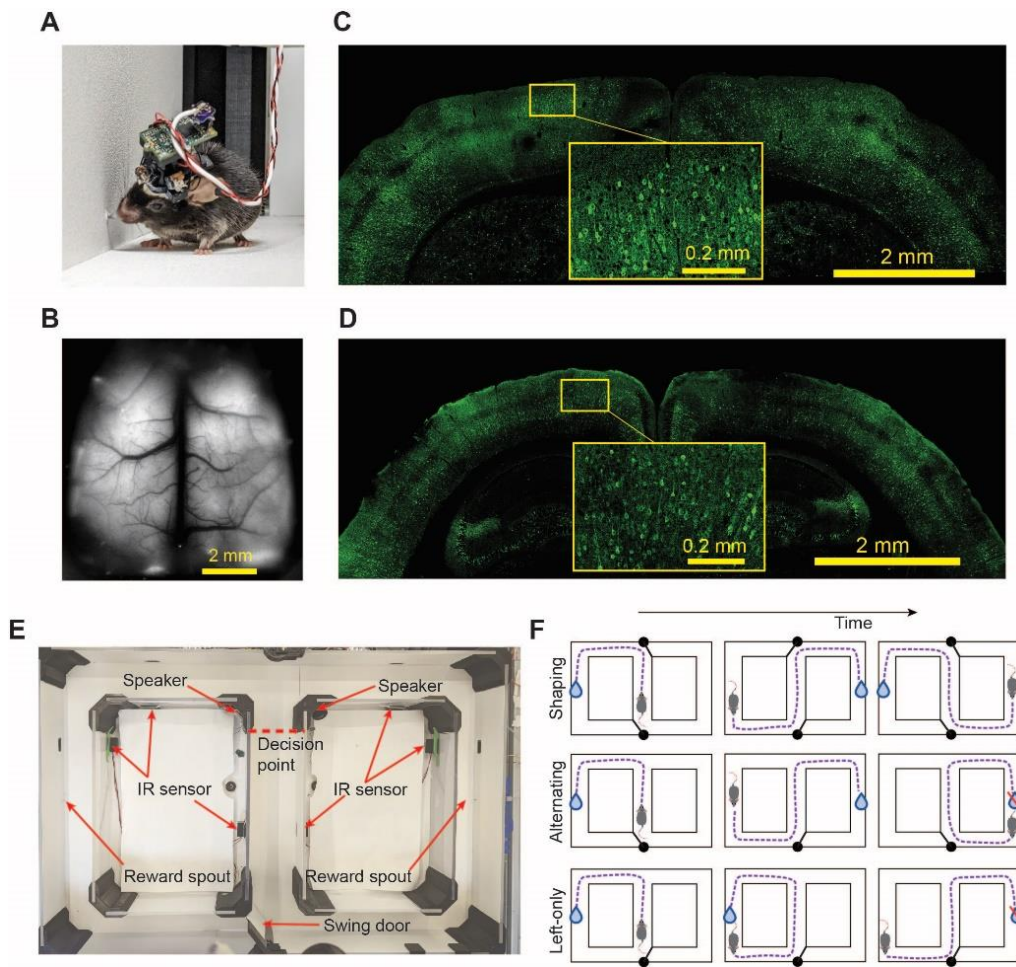 A
C
0.2 mm
2 mm
B
2 mm
D
0.2 mm
2 mm
E
Speaker
Speaker
Decision
point
IR sensor
IR sensor
Reward spout
Reward spout
Swing door
F
Time
Shaping
Alternating
Left-only